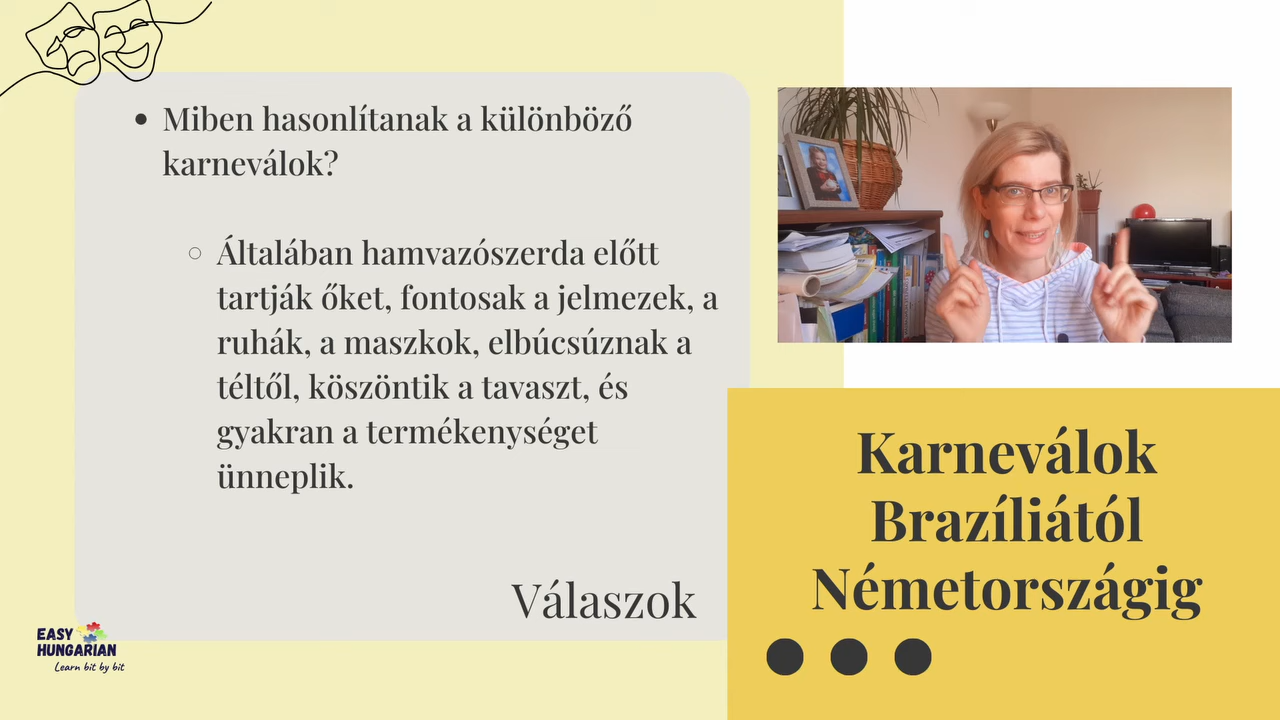 Miben hasonlítanak a különböző
karneválok?
Általában hamvazószerda előtt
tartják őket, fontosak a jelmezek, a
ruhák, a maszkok, elbúcsúznak a
téltől, köszöntik a tavaszt, és
gyakran a termékenységet
ünneplik.
Válaszok
Karneválok
Brazíliától
Németországig
EASY
HUNGARIAN
Learn bit by bit